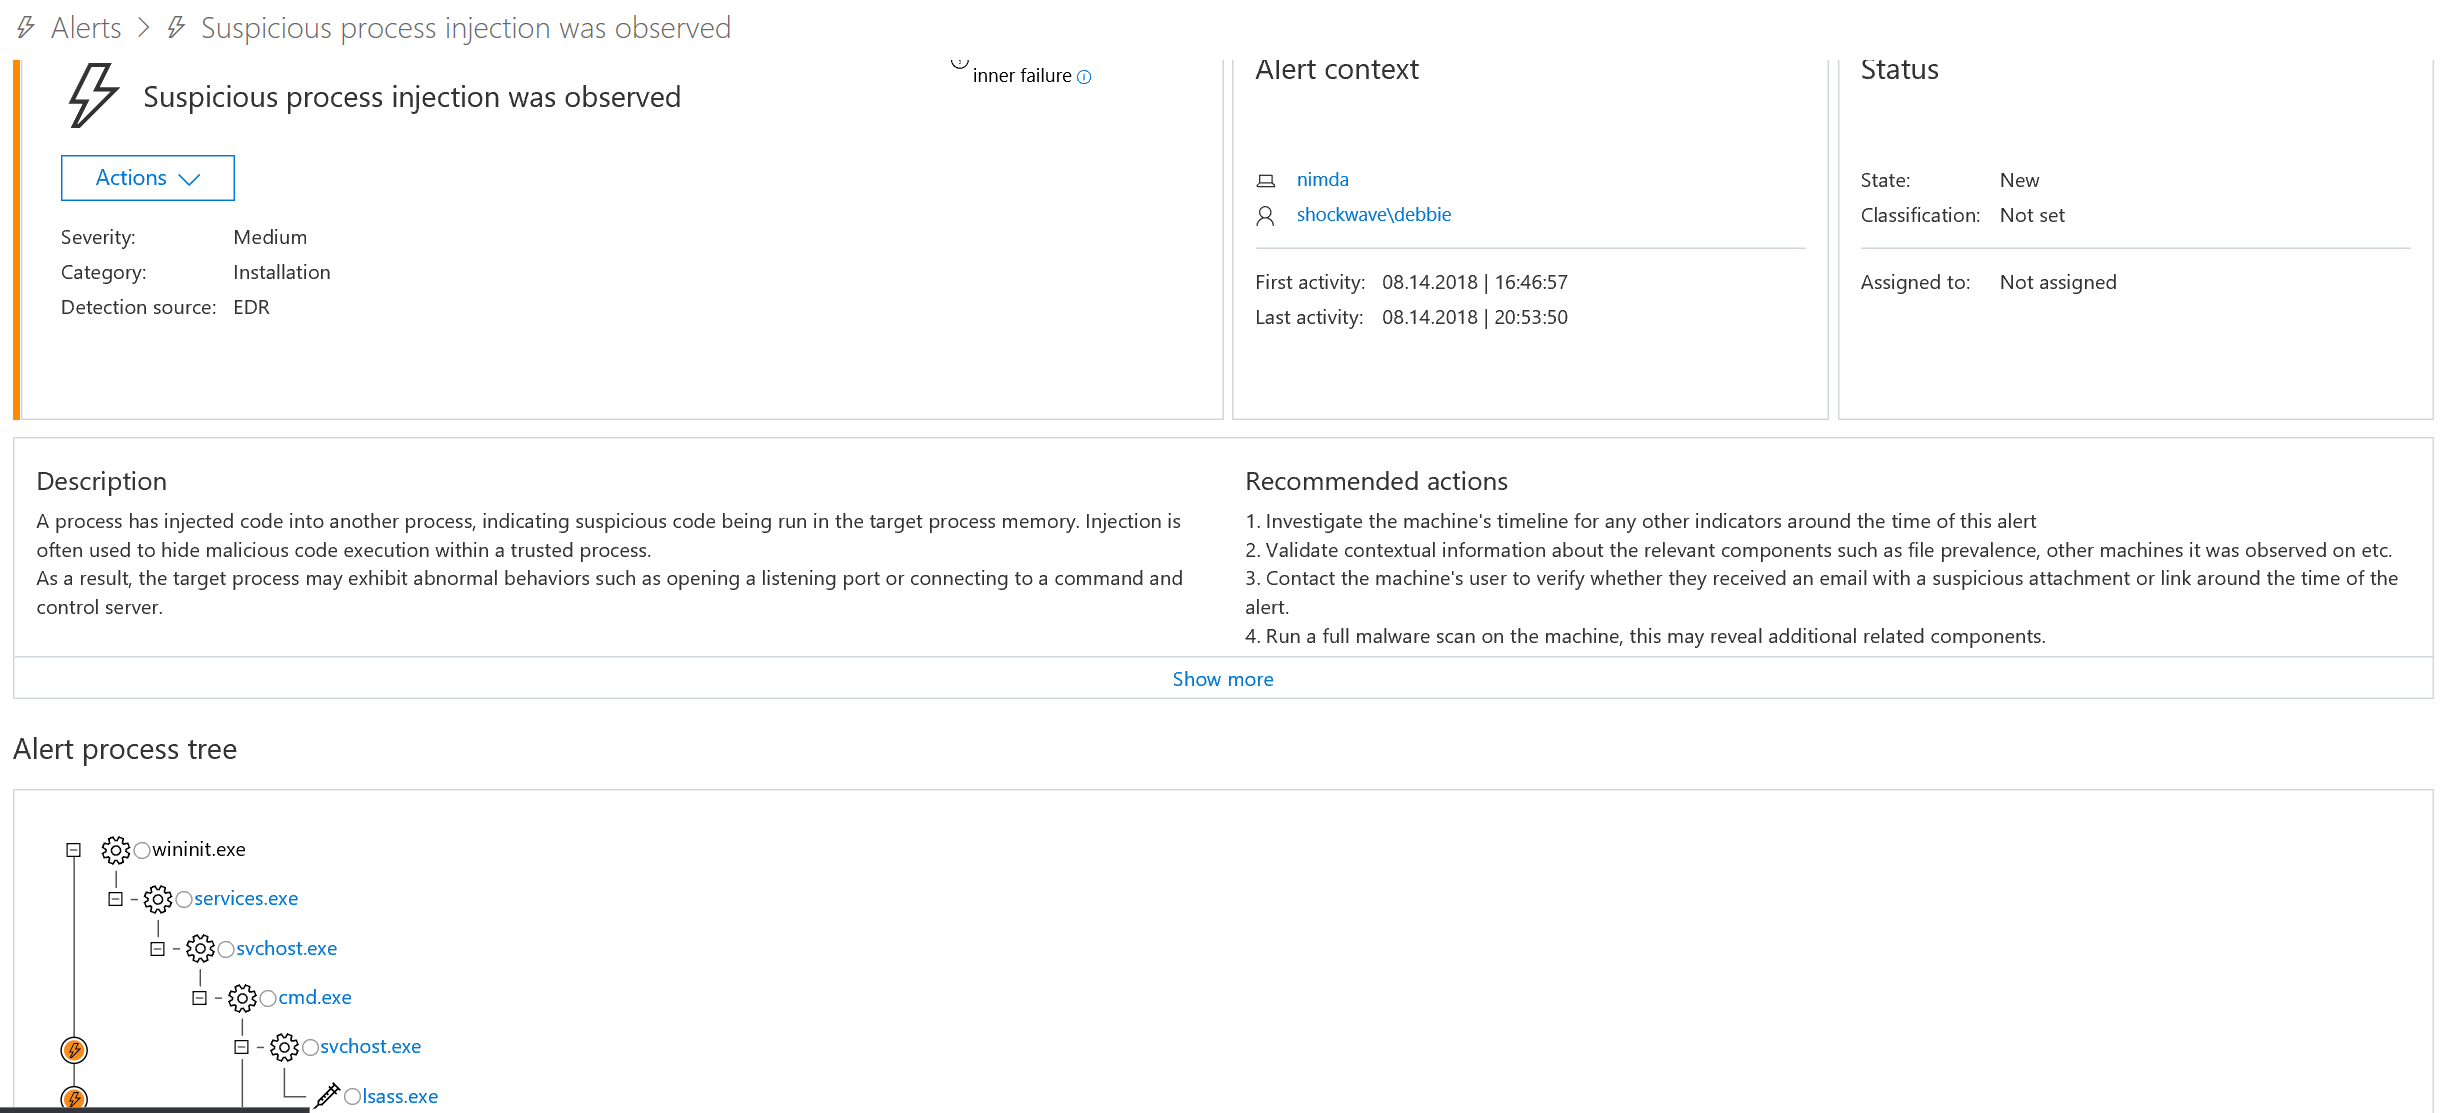 Alerts > Suspicious process injection was observed
Suspicious process injection was observed
inner failure
Actions
Severity: Medium
Category: Installation
Detection source: EDR
Alert context
nimda
shockwave\debbie
First activity: 08.14.2018 | 16:46:57
Last activity: 08.14.2018 | 20:53:50
Status
State: New
Classification: Not set
Assigned to: Not assigned
Description
A process has injected code into another process, indicating suspicious code being run in the target process memory. Injection is
often used to hide malicious code execution within a trusted process.
As a result, the target process may exhibit abnormal behaviors such as opening a listening port or connecting to a command and
control server.
Recommended actions
1. Investigate the machine's timeline for any other indicators around the time of this alert
2. Validate contextual information about the relevant components such as file prevalence, other machines it was observed on etc.
3. Contact the machine's user to verify whether they received an email with a suspicious attachment or link around the time of the
alert.
4. Run a full malware scan on the machine, this may reveal additional related components.
Show more
Alert process tree
wininit.exe
services.exe
svchost.exe
cmd.exe
svchost.exe
lsass.exe